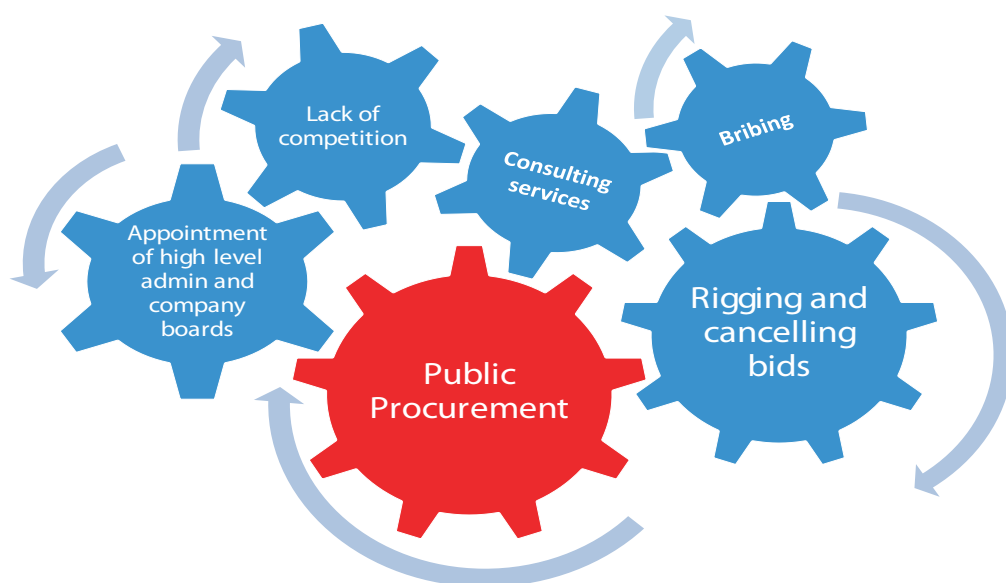 Lack of
competition
Bribing
Consulting
services
Appointment
of high level
admin and
company
boards
Rigging and
cancelling
bids
Public
Procurement